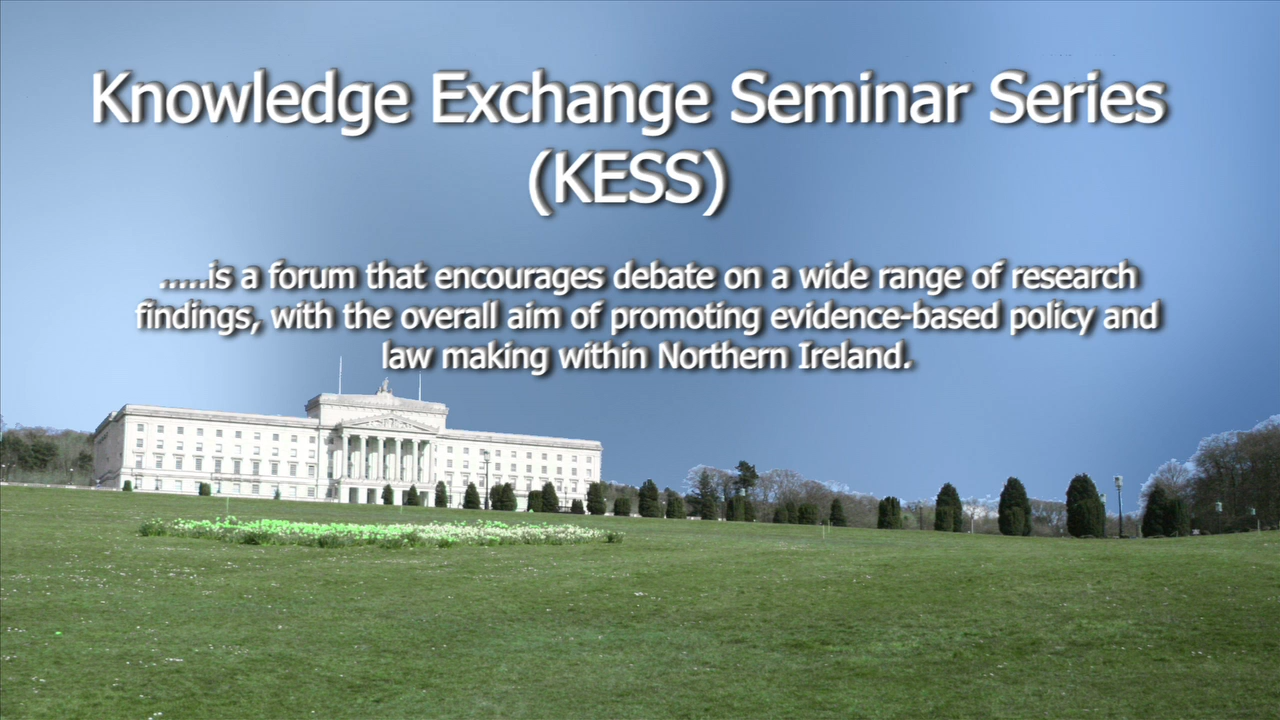 Knowledge Exchange Seminar Series
(KESS)
.....is a forum that encourages debate on a wide range of research
findings, with the overall aim of promoting evidence-based policy and
law making within Northern Ireland.